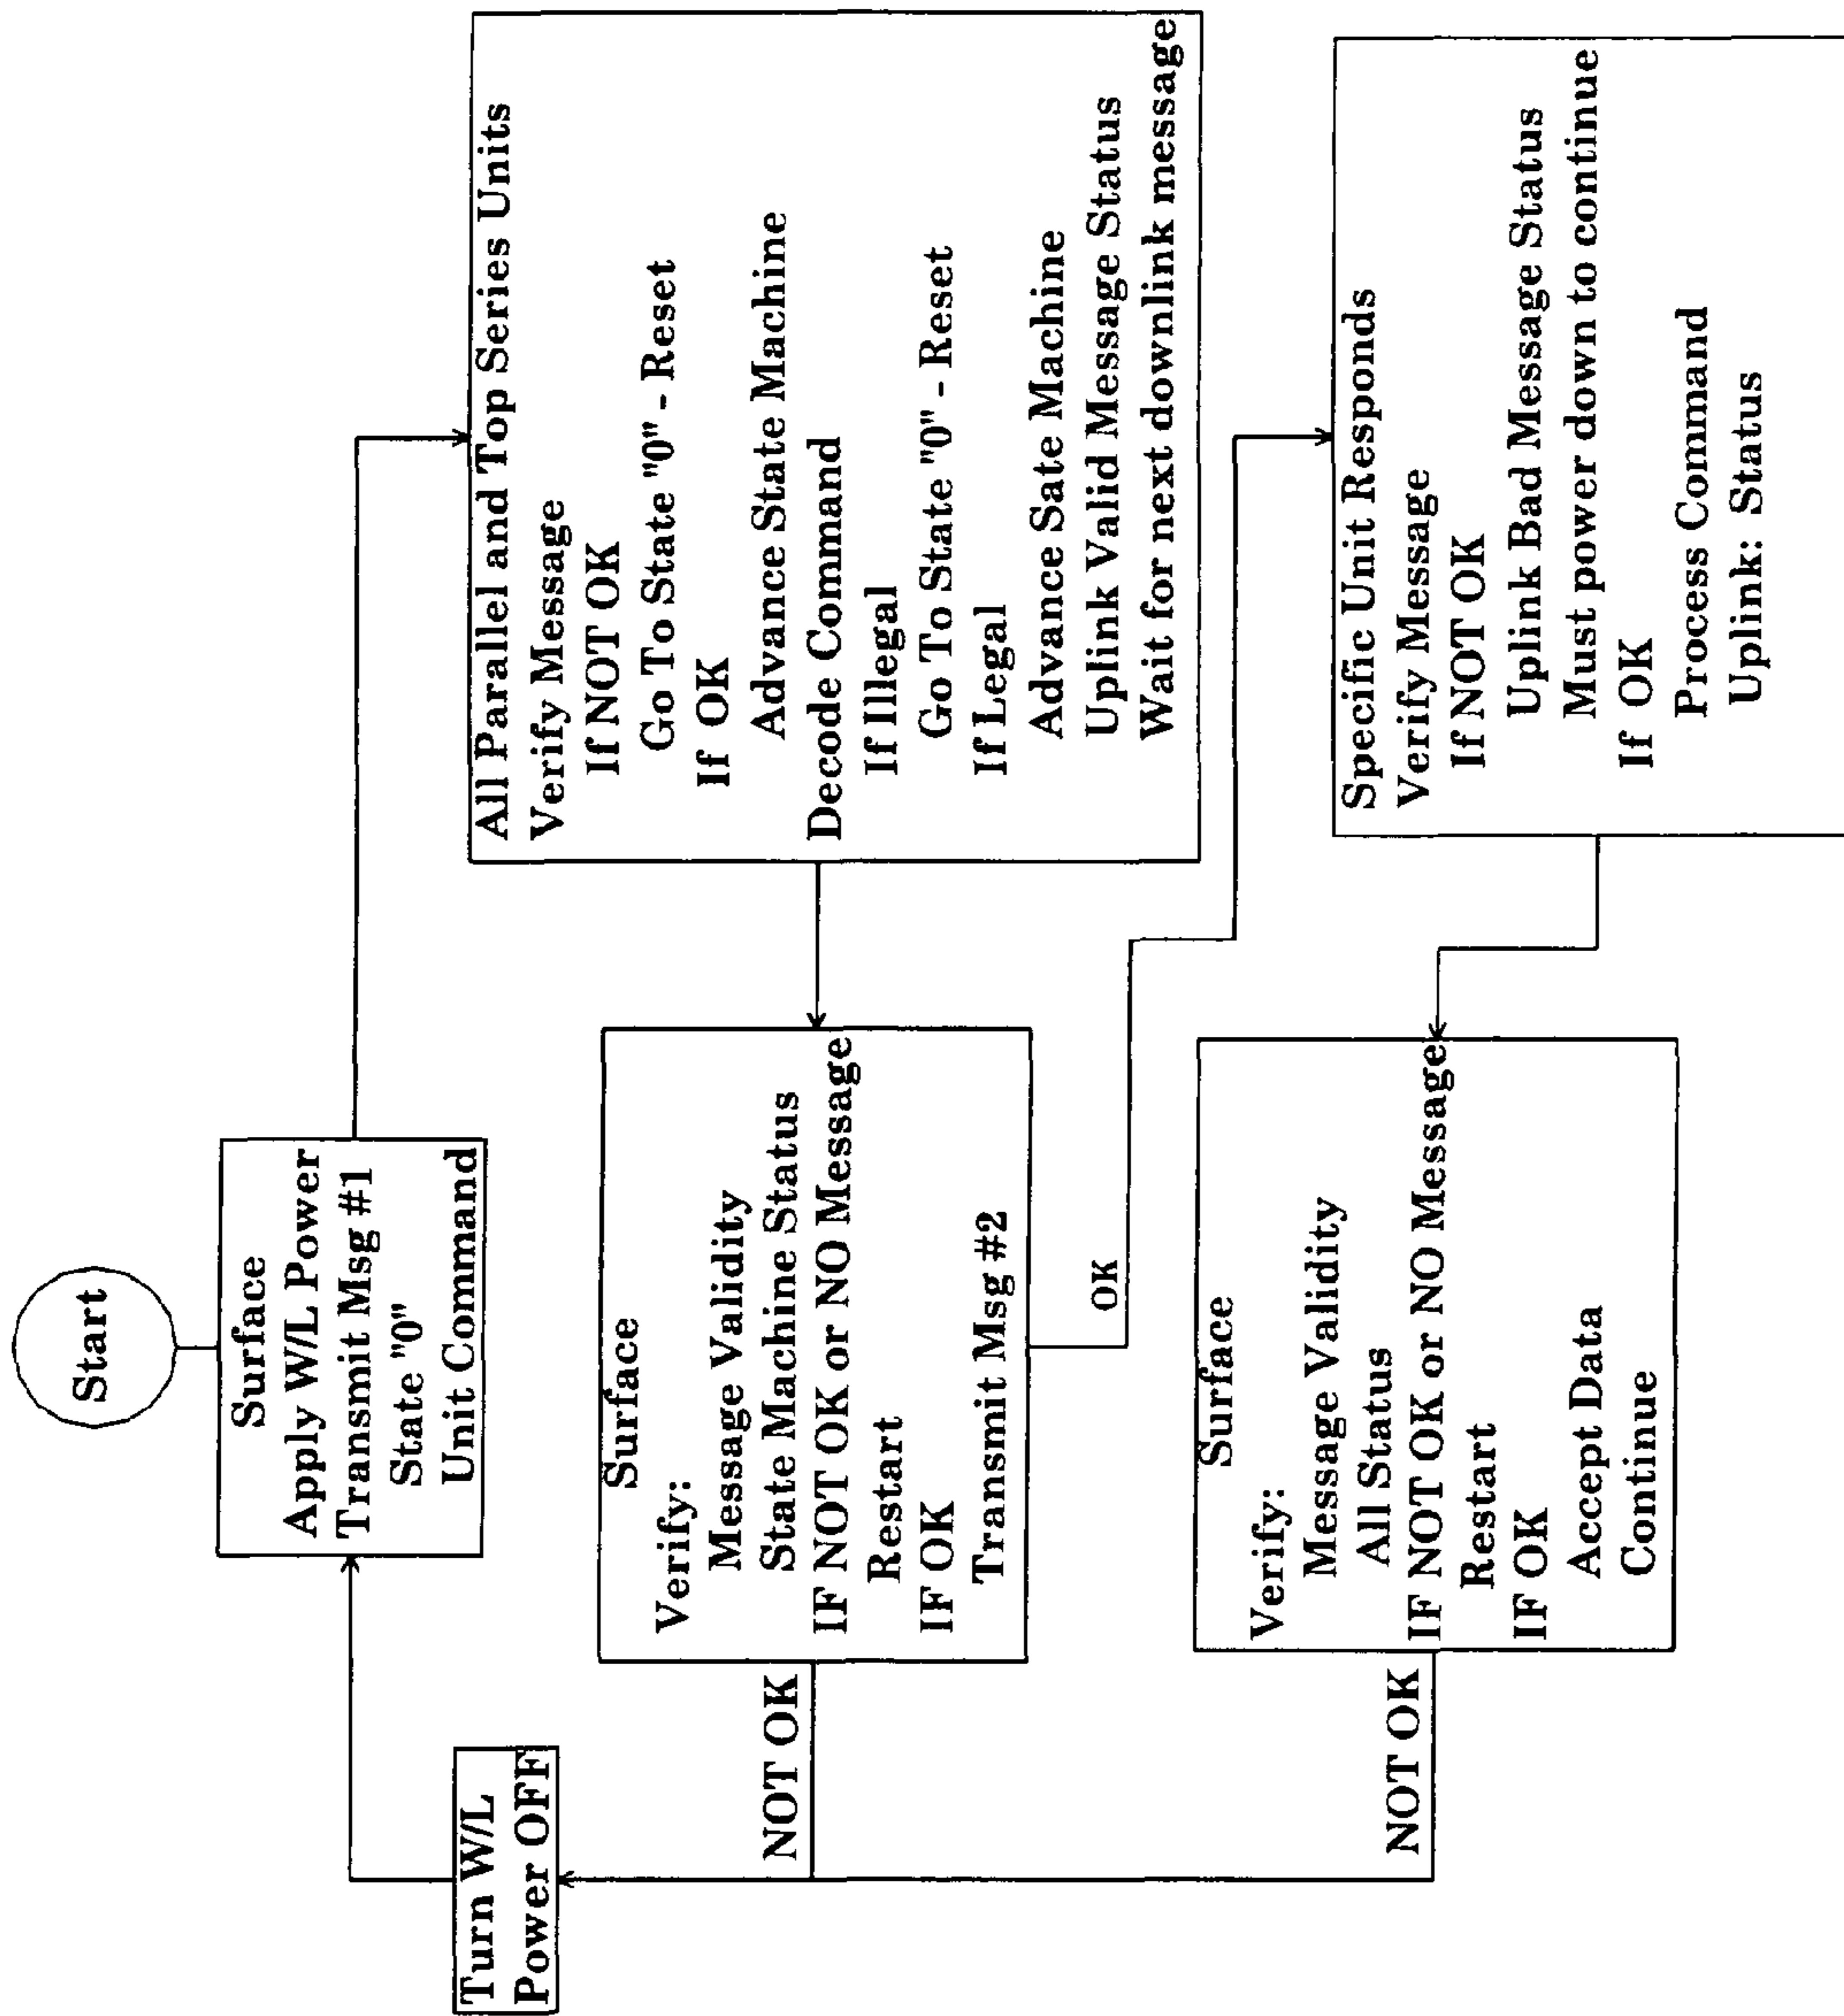 Start
Surface
Apply W/L Power
Transmit Msg #1
State "0"
Unit Command
Turn W/L
Power OFF
All Parallel and Top Series Units
Verify Message
If NOT OK
Go To State "0" - Reset
If OK
Advance State Machine
Decode Command
If Illegal
Go To State "0" - Reset
If Legal
Advance Sate Machine
Uplink Valid Message Status
Wait for next downlink message
Surface
Verify:
Message Validity
State Machine Status
IF NOT OK or NO Message
Restart
IF OK
Transmit Msg #2
NOT OK
OK
Specific Unit Responds
Verify Message
If NOT OK
Uplink Bad Message Status
Must power down to continue
If OK
Process Command
Uplink: Status
Surface
Verify:
Message Validity
All Status
IF NOT OK or NO Message
Restart
IF OK
Accept Data
Continue
NOT OK